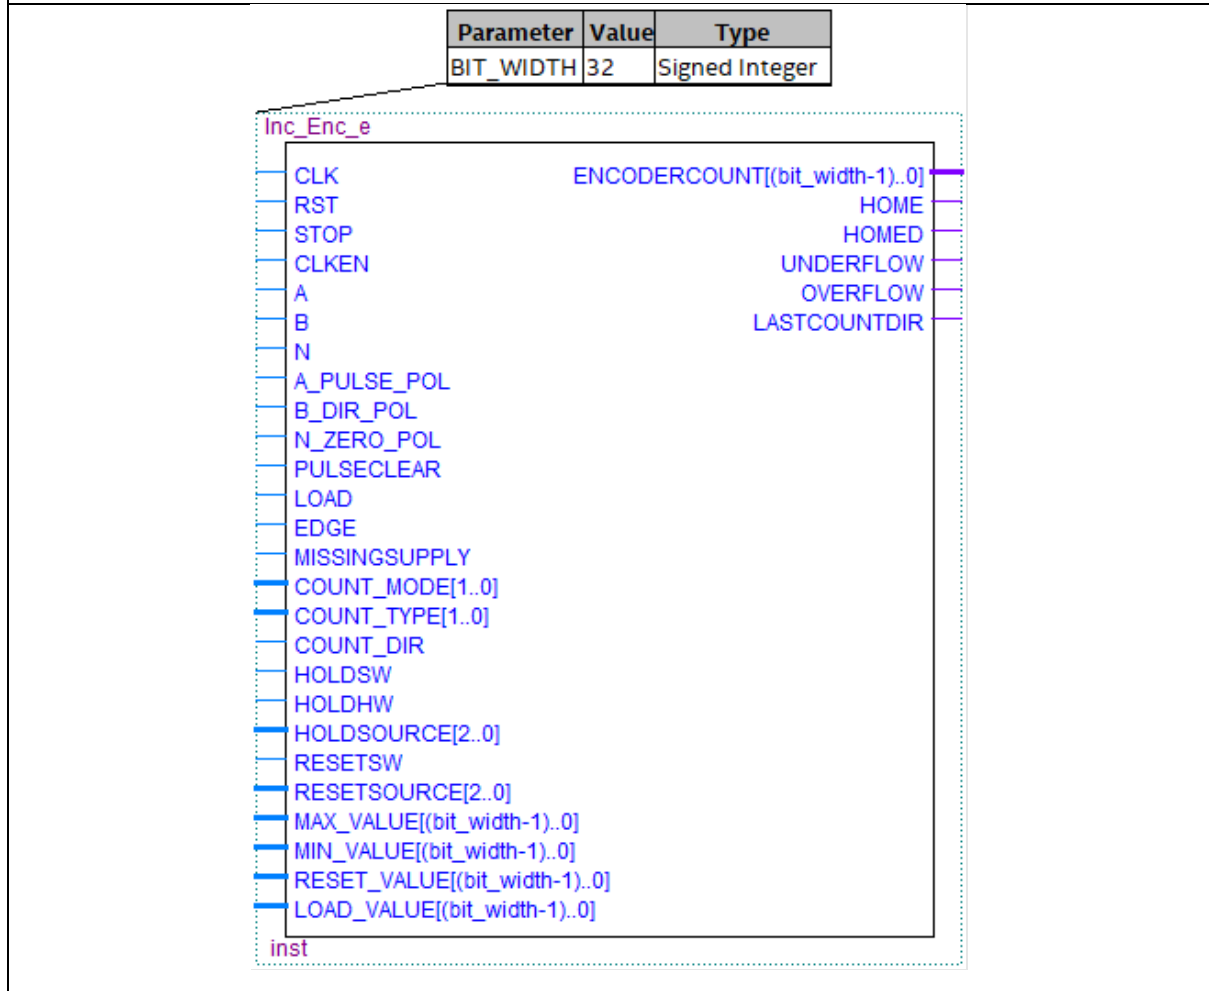 Parameter Value Type
BIT_WIDTH 32 Signed Integer
Inc_Enc_e
CLK ENCODERCOUNT[(bit_width-1)..0]
RST HOME
STOP HOMED
CLKEN UNDERFLOW
A OVERFLOW
B LASTCOUNTDIR
N
A_PULSE_POL
B_DIR_POL
N_ZERO_POL
PULSECLEAR
LOAD
EDGE
MISSINGSUPPLY
COUNT_MODE[1..0]
COUNT_TYPE[1..0]
COUNT_DIR
HOLDSW
HOLDHW
HOLDSOURCE[2..0]
RESETSW
RESETSOURCE[2..0]
MAX_VALUE[(bit_width-1)..0]
MIN_VALUE[(bit_width-1)..0]
RESET_VALUE[(bit_width-1)..0]
LOAD_VALUE[(bit_width-1)..0]
inst